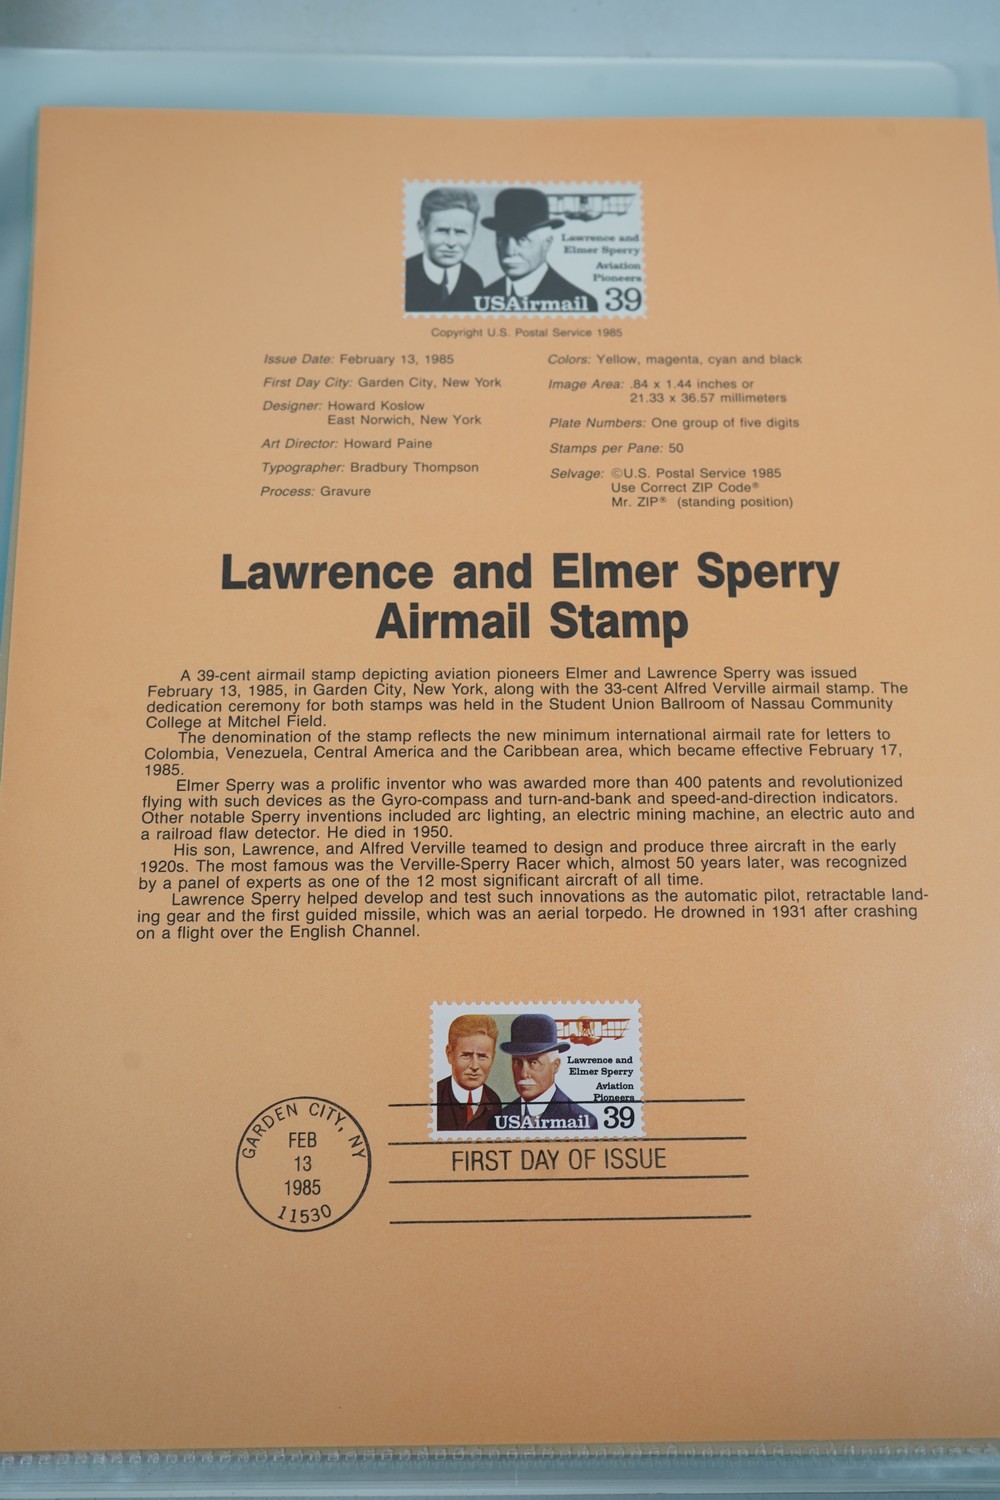 Lawrence and
Elmer Sperry
Aviation
Pioneers
USAirmail 39
Copyright U.S. Postal Service 1985
Issue Date: February 13, 1985
First Day City: Garden City, New York
Designer: Howard Koslow
East Norwich, New York
Art Director: Howard Paine
Typographer: Bradbury Thompson
Process: Gravure
Colors: Yellow, magenta, cyan and black
Image Area: .84 x 1.44 inches or
21.33 x 36.57 millimeters
Plate Numbers: One group of five digits
Stamps per Pane: 50
Selvage: ©U.S. Postal Service 1985
Use Correct ZIP Code®
Mr. ZIP® (standing position)
Lawrence and Elmer Sperry
Airmail Stamp
A 39-cent airmail stamp depicting aviation pioneers Elmer and Lawrence Sperry was issued
February 13, 1985, in Garden City, New York, along with the 33-cent Alfred Verville airmail stamp. The
dedication ceremony for both stamps was held in the Student Union Ballroom of Nassau Community
College at Mitchel Field.
The denomination of the stamp reflects the new minimum international airmail rate for letters to
Colombia, Venezuela, Central America and the Caribbean area, which became effective February 17,
1985.
Elmer Sperry was a prolific inventor who was awarded more than 400 patents and revolutionized
flying with such devices as the Gyro-compass and turn-and-bank and speed-and-direction indicators.
Other notable Sperry inventions included arc lighting, an electric mining machine, an electric auto and
a railroad flaw detector. He died in 1950.
His son, Lawrence, and Alfred Verville teamed to design and produce three aircraft in the early
1920s. The most famous was the Verville-Sperry Racer which, almost 50 years later, was recognized
by a panel of experts as one of the 12 most significant aircraft of all time.
Lawrence Sperry helped develop and test such innovations as the automatic pilot, retractable land-
ing gear and the first guided missile, which was an aerial torpedo. He drowned in 1931 after crashing
on a flight over the English Channel.
Lawrence and
Elmer Sperry
Aviation
Pioneers
USAirmail 39
GARDEN CITY, NY
FEB
13
1985
11530
FIRST DAY OF ISSUE